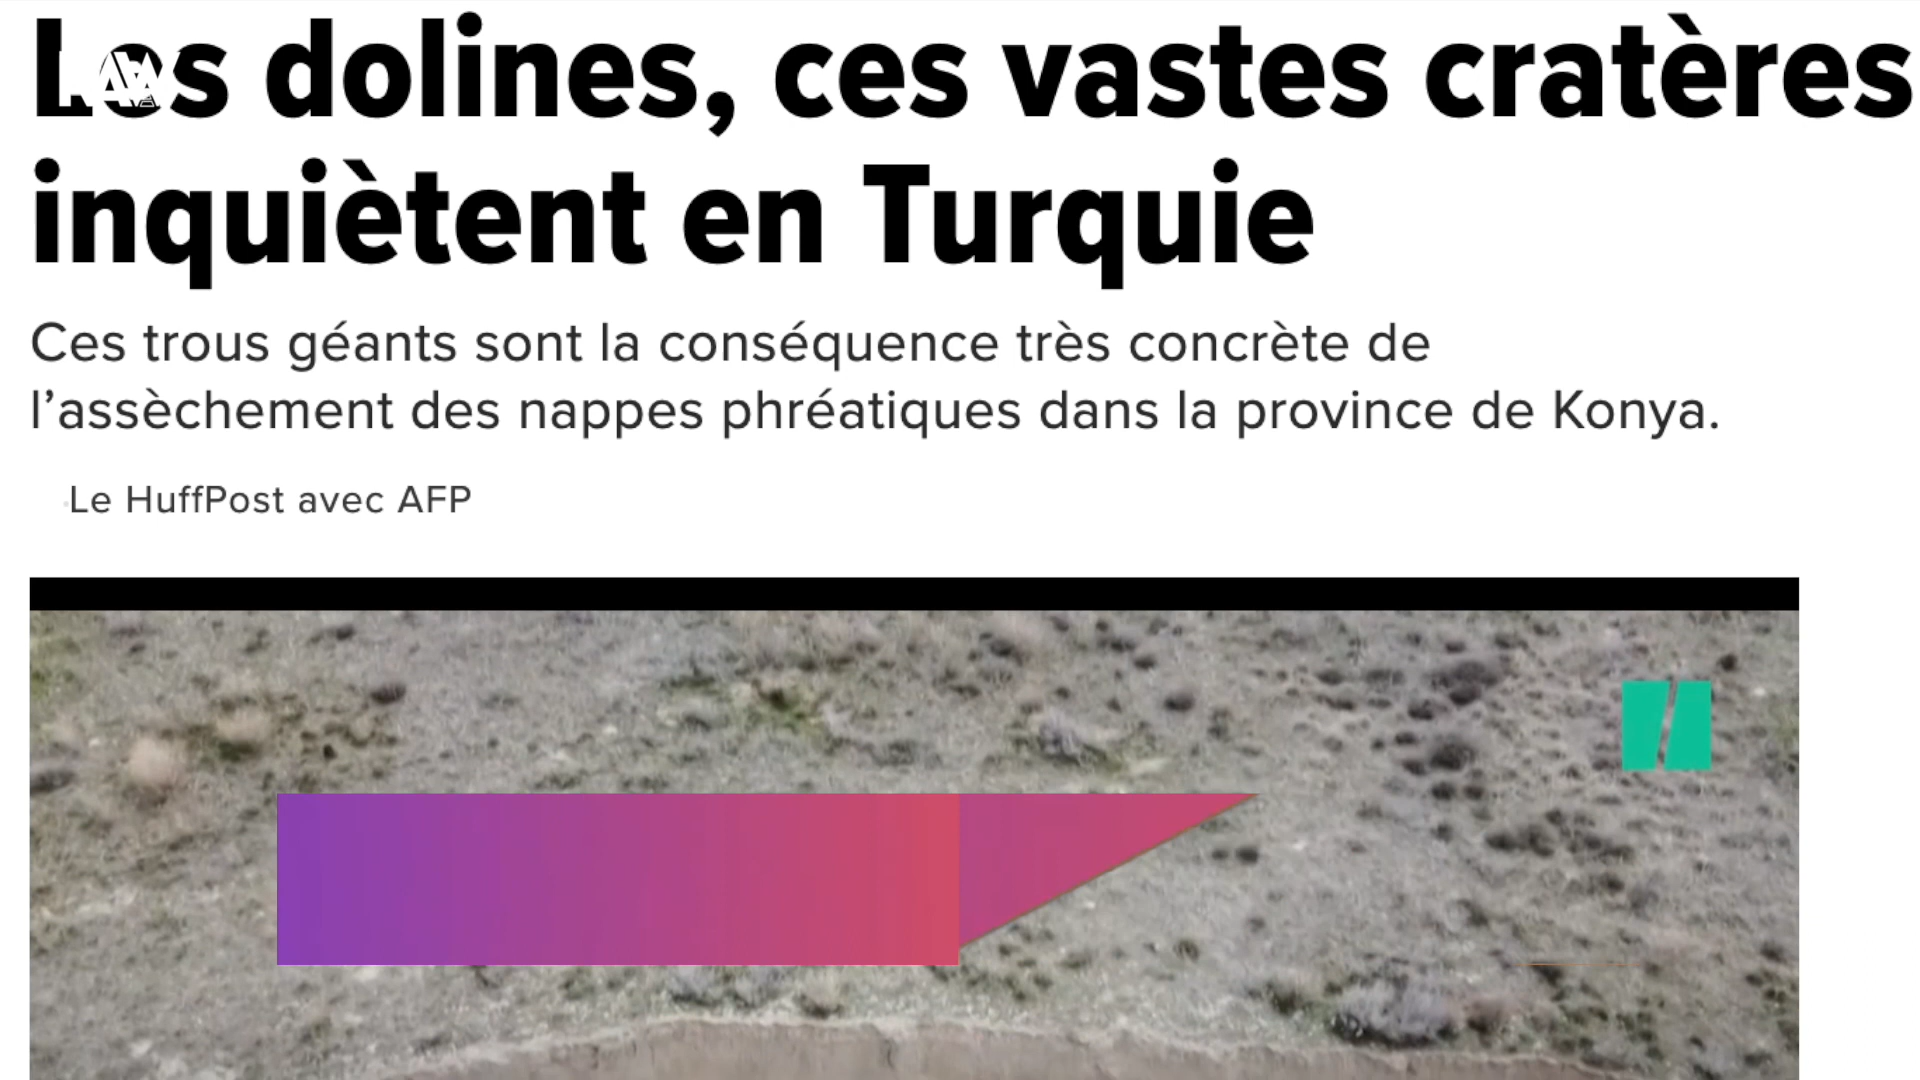 Les dolines, ces vastes cratères
inquiètent en Turquie
Ces trous géants sont la conséquence très concrète de
l’assèchement des nappes phréatiques dans la province de Konya.
Le HuffPost avec AFP